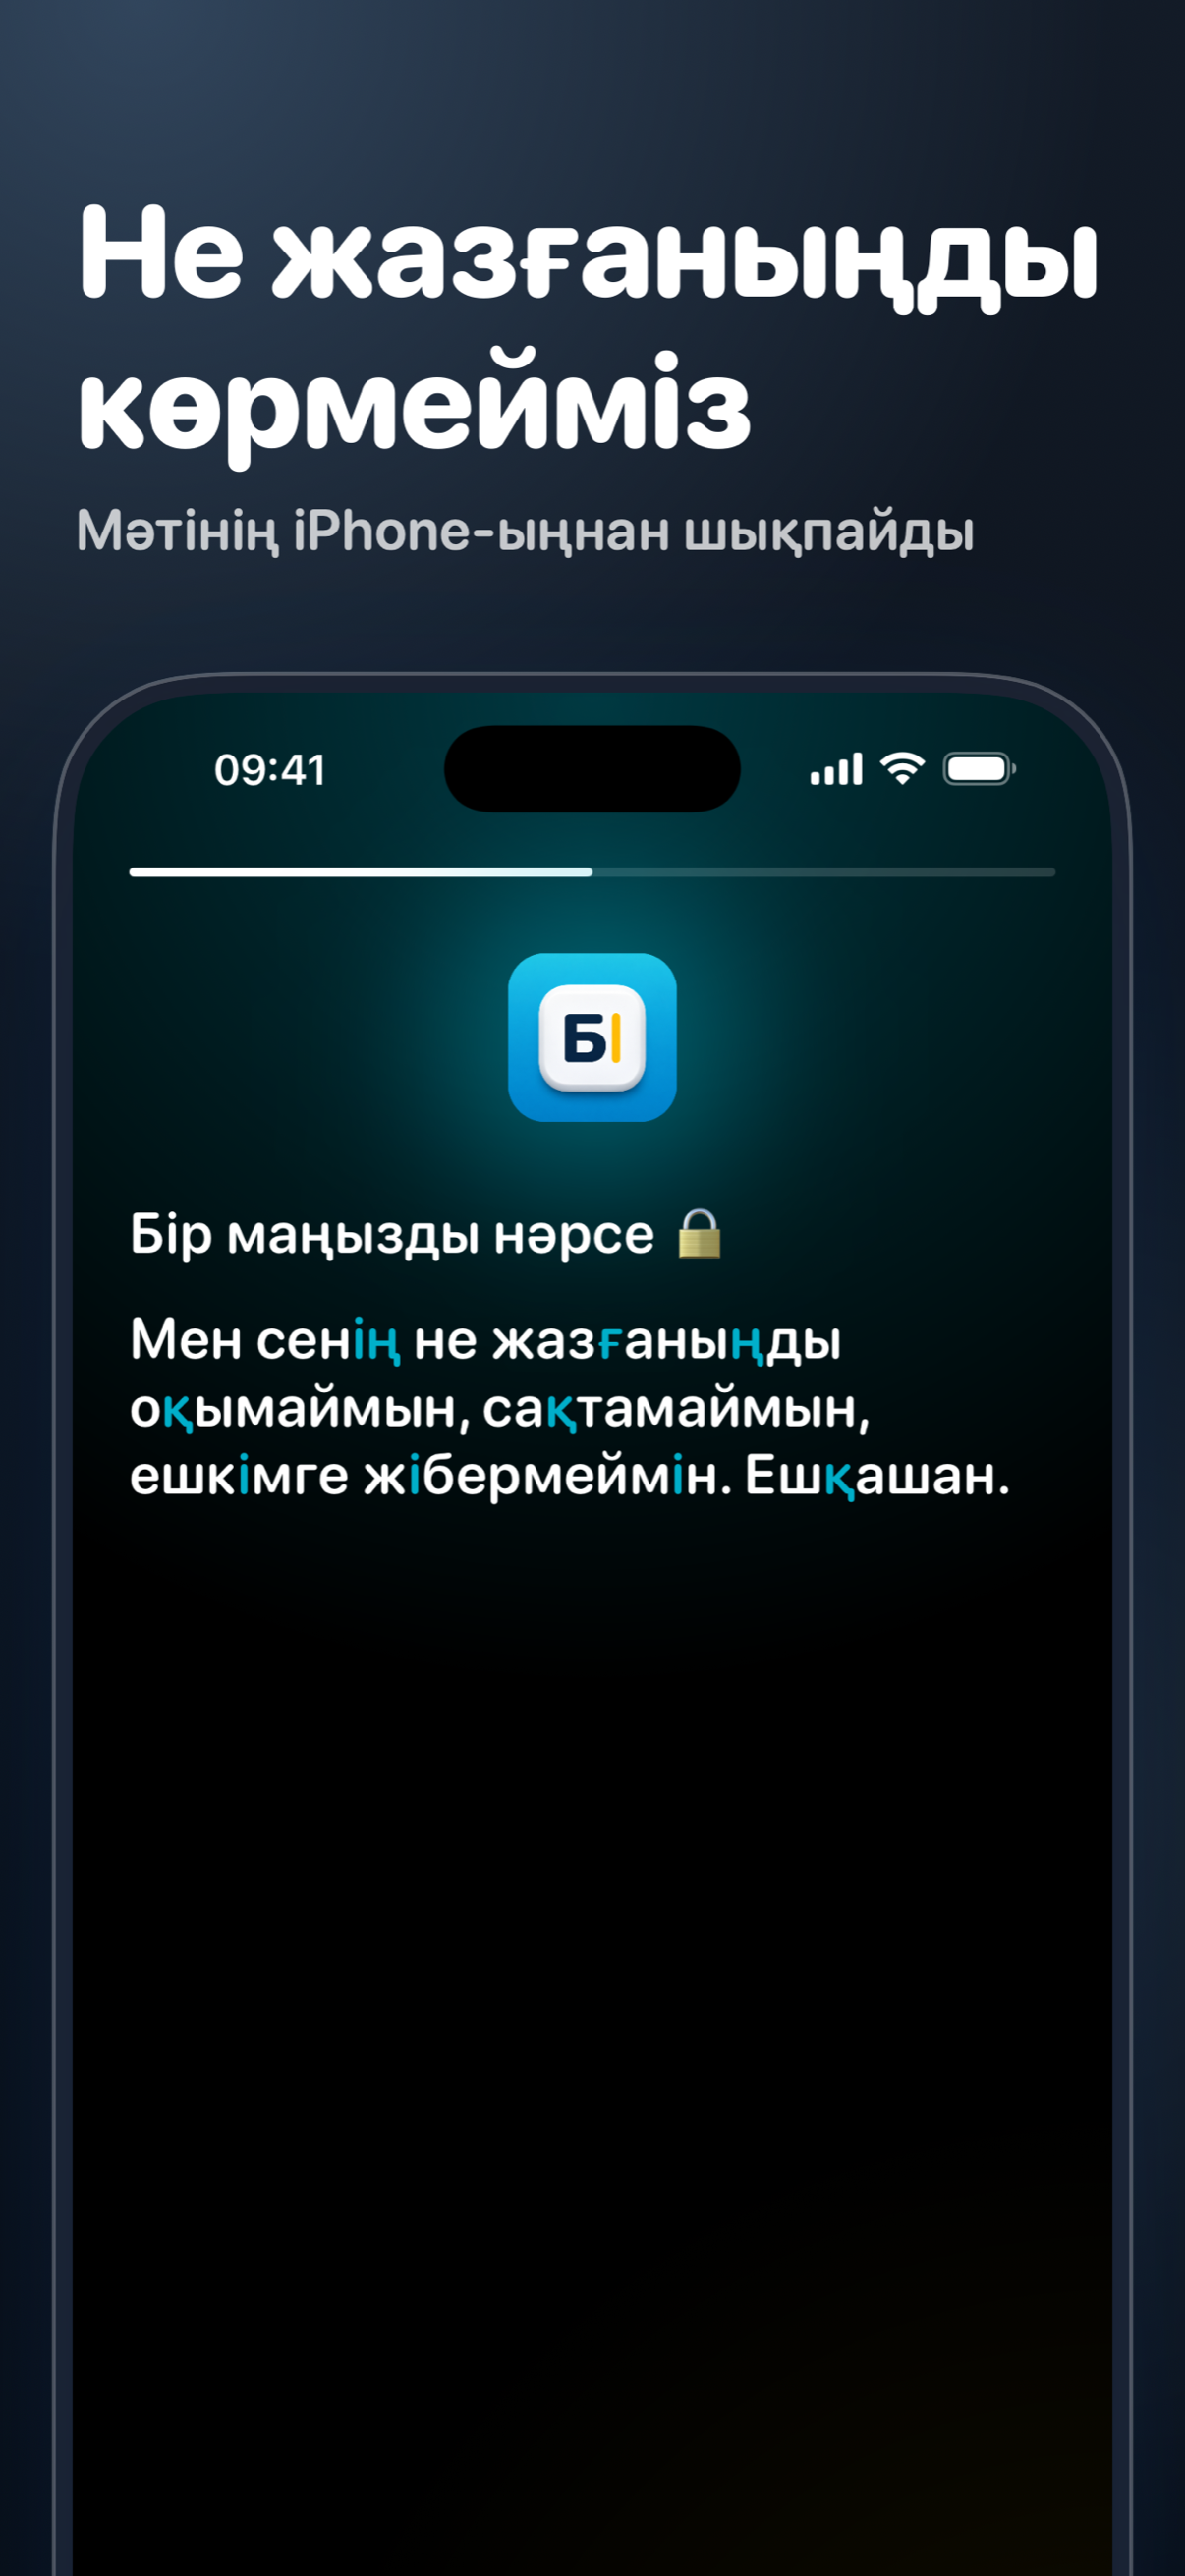 Не жазғаныңды
көрмейміз
Мәтінің iPhone-ыңнан шықпайды
09:41
Б
Бір маңызды нәрсе 🔒
Мен сенің не жазғаныңды
оқымаймын, сақтамаймын,
ешкімге жібермеймін. Ешқашан.